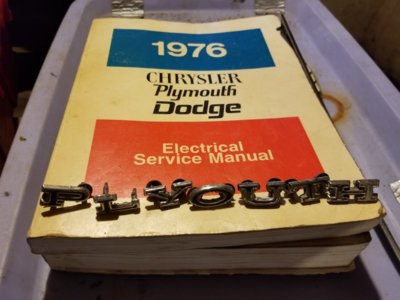 1976
CHRYSLER
Plymouth
Dodge
Electrical
Service Manual
PLYMOUTH